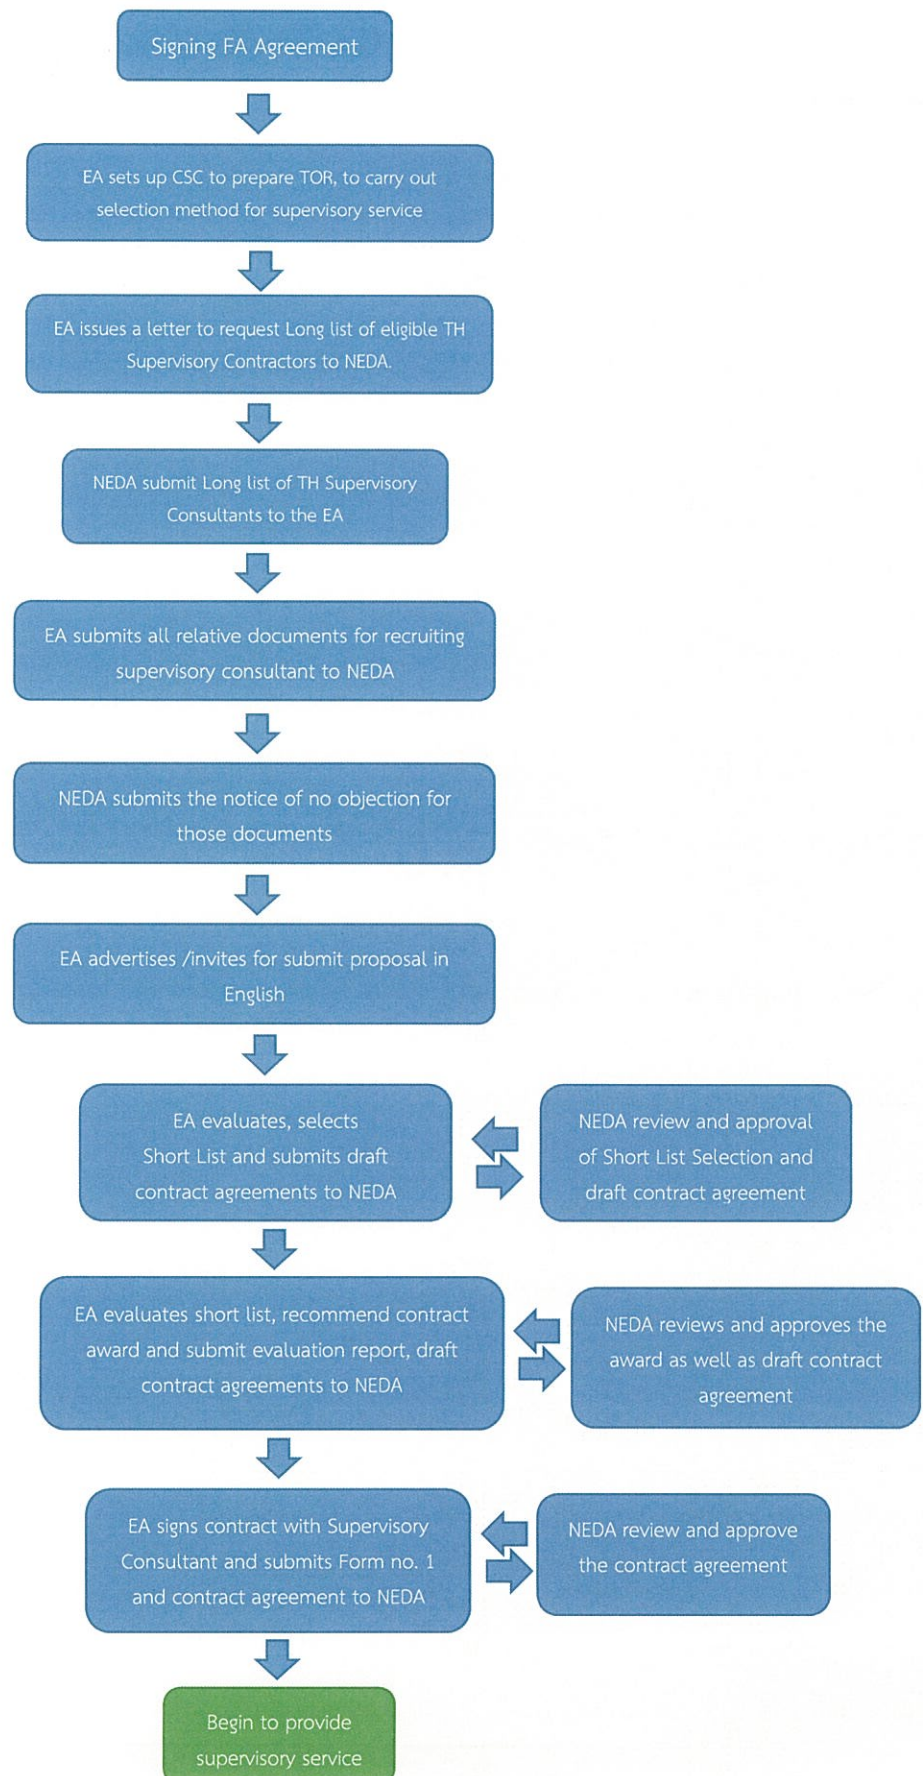 Signing FA Agreement
EA sets up CSC to prepare TOR, to carry out
selection method for supervisory service
EA issues a letter to request Long list of eligible TH
Supervisory Contractors to NEDA.
NEDA submit Long list of TH Supervisory
Consultants to the EA
EA submits all relative documents for recruiting
supervisory consultant to NEDA
NEDA submits the notice of no objection for
those documents
EA advertises /invites for submit proposal in
English
EA evaluates, selects
Short List and submits draft
contract agreements to NEDA
NEDA review and approval
of Short List Selection and
draft contract agreement
EA evaluates short list, recommend contract
award and submit evaluation report, draft
contract agreements to NEDA
NEDA reviews and approves the
award as well as draft contract
agreement
EA signs contract with Supervisory
Consultant and submits Form no. 1
and contract agreement to NEDA
NEDA review and approve
the contract agreement
Begin to provide
supervisory service